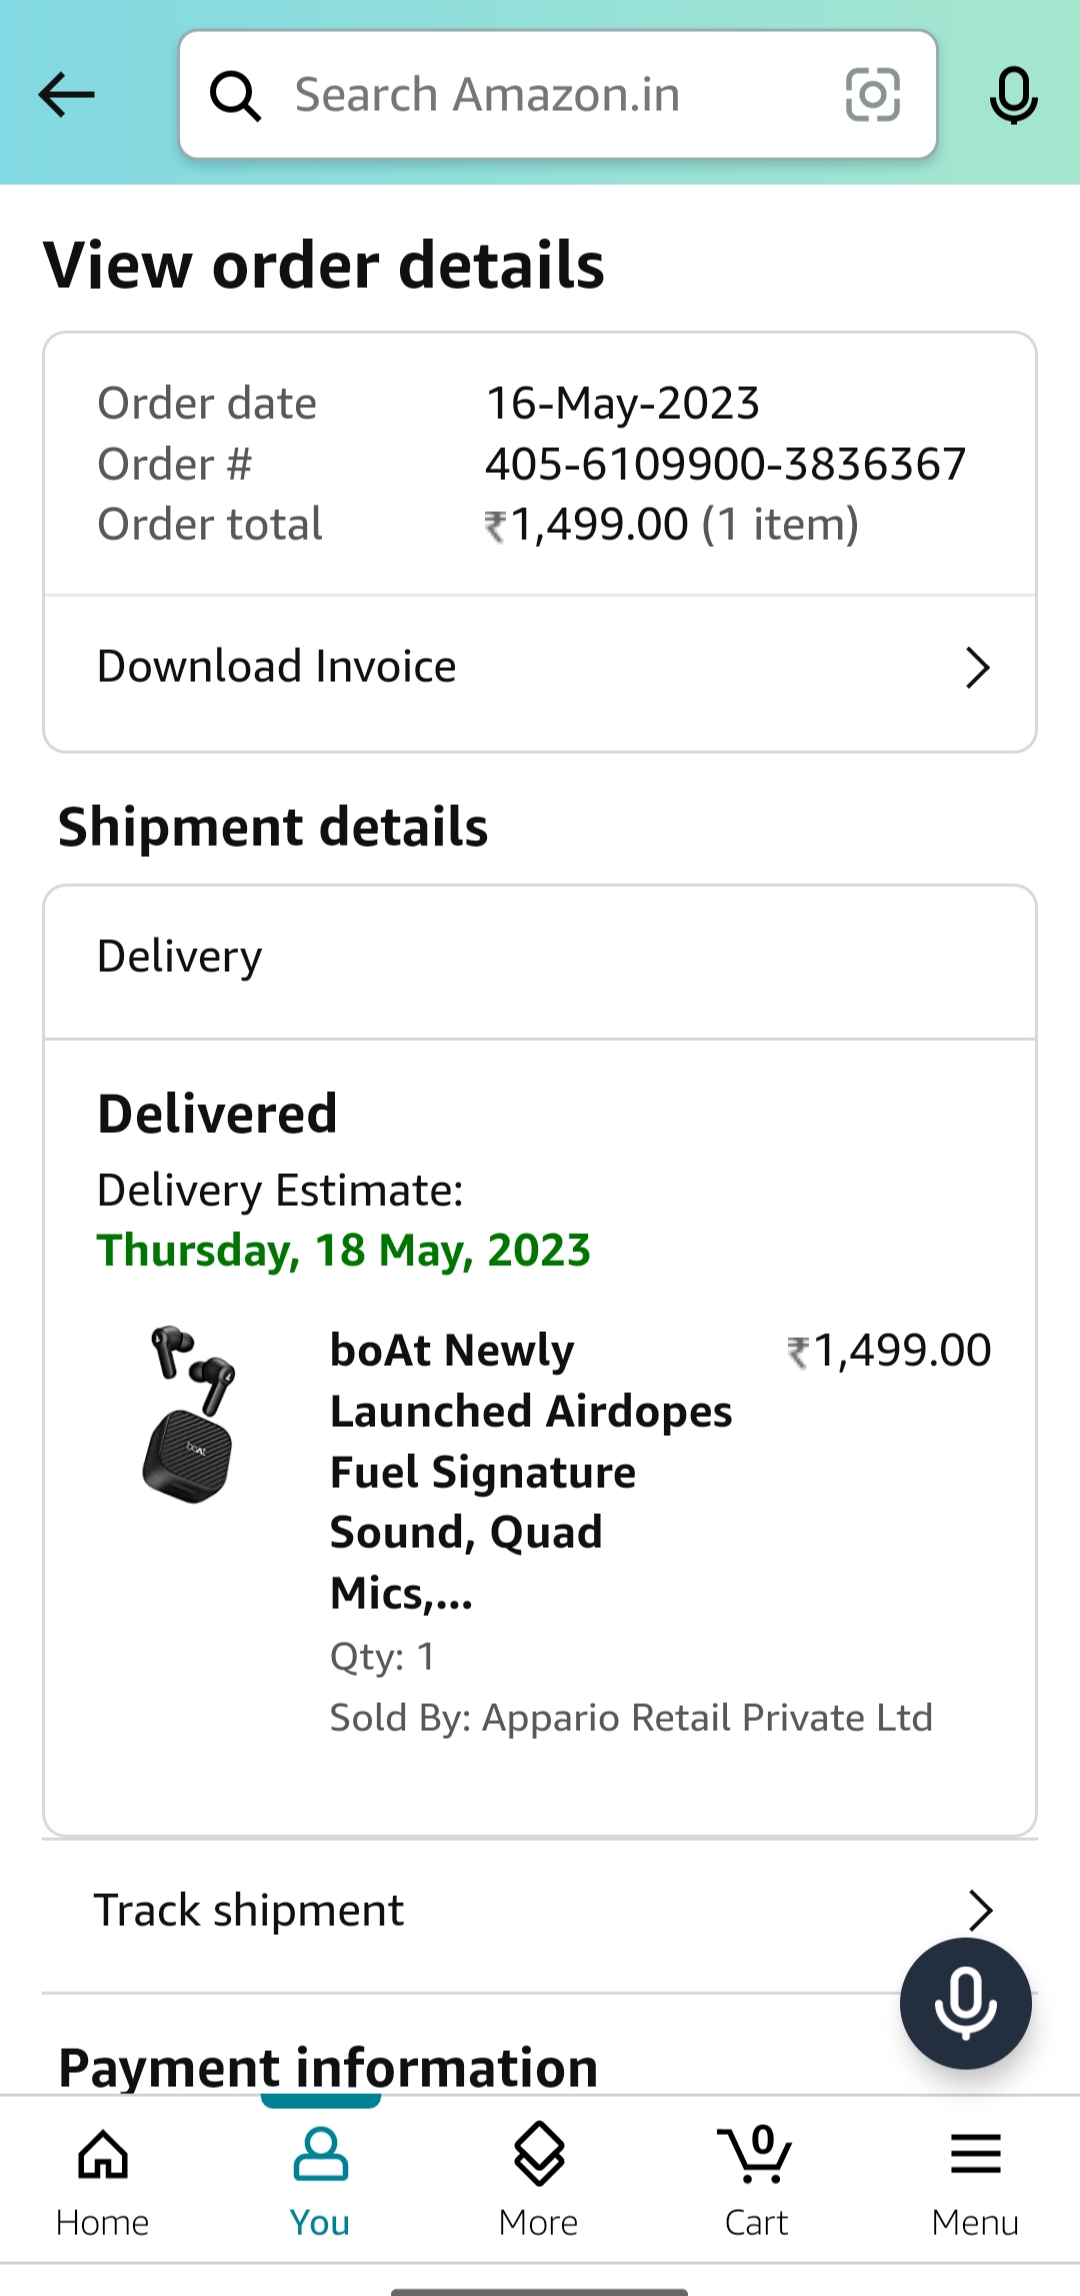 Search Amazon.in
View order details
Order date 16-May-2023
Order # 405-6109900-3836367
Order total ₹1,499.00 (1 item)
Download Invoice
Shipment details
Delivery
Delivered
Delivery Estimate:
Thursday, 18 May, 2023
boAt Newly ₹1,499.00
Launched Airdopes
Fuel Signature
Sound, Quad
Mics,...
boAt
Qty: 1
Sold By: Appario Retail Private Ltd
Track shipment
Payment information
0
Home You More Cart Menu